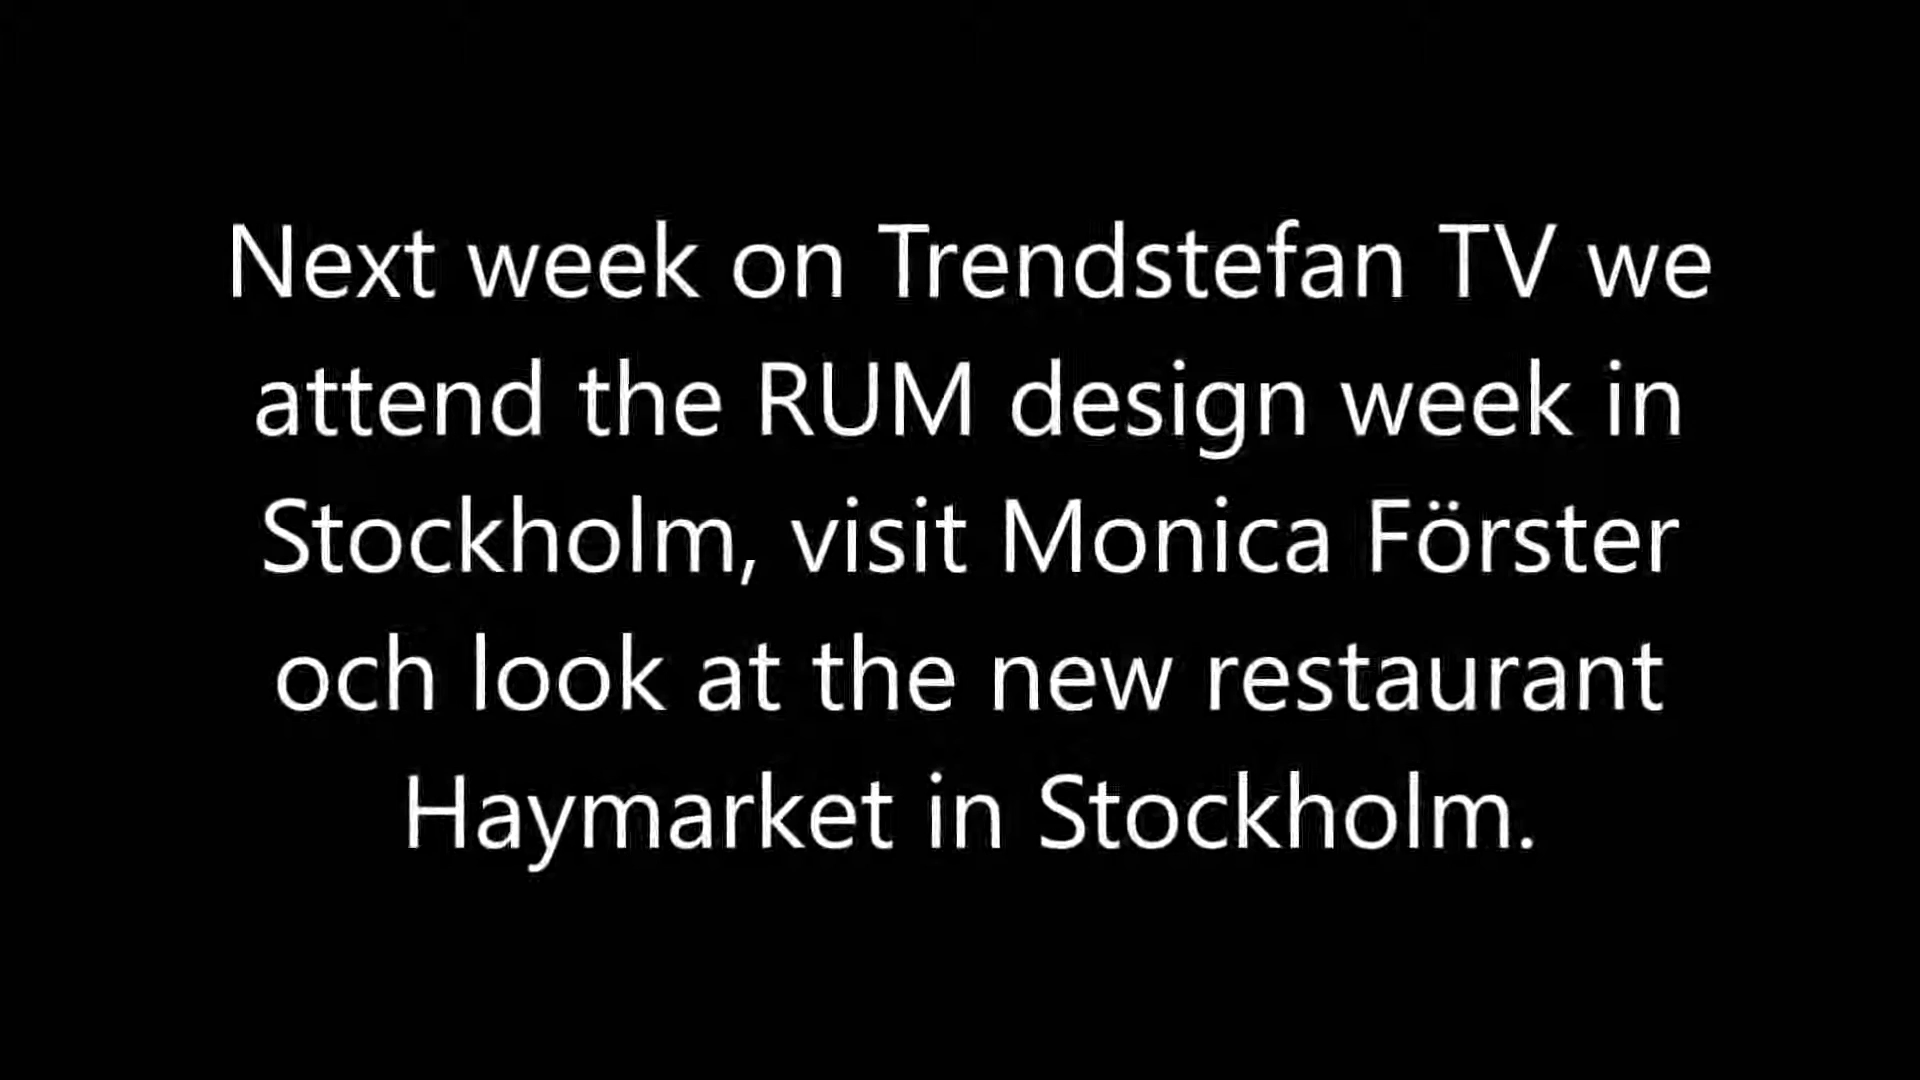 Next week on Trendstefan TV we
attend the RUM design week in
Stockholm, visit Monica Förster
och look at the new restaurant
Haymarket in Stockholm.